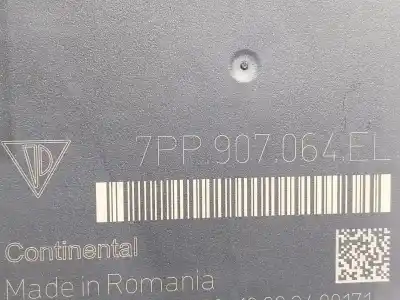 7PP.907.064.EL
Continental
Made in Romania